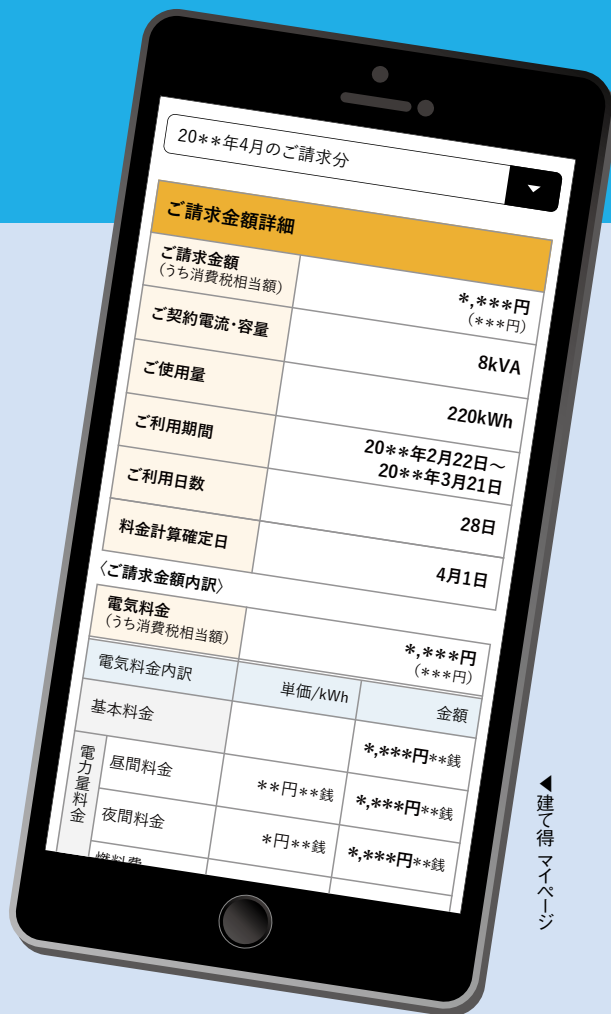 20**年4月のご請求分
ご請求金額詳細
ご請求金額
（うち消費税相当額）
*,***円
（***円）
ご契約電流・容量
8kVA
ご使用量
220kWh
ご利用期間
20**年2月22日～
20**年3月21日
ご利用日数
28日
料金計算確定日
4月1日
〈ご請求金額内訳〉
電気料金
（うち消費税相当額）
*,***円
（***円）
電気料金内訳
単価/kWh
金額
基本料金
*,***円**銭
電力量料金
昼間料金
**円**銭
*,***円**銭
夜間料金
*円**銭
*,***円**銭
燃料費
◀建て得 マイページ